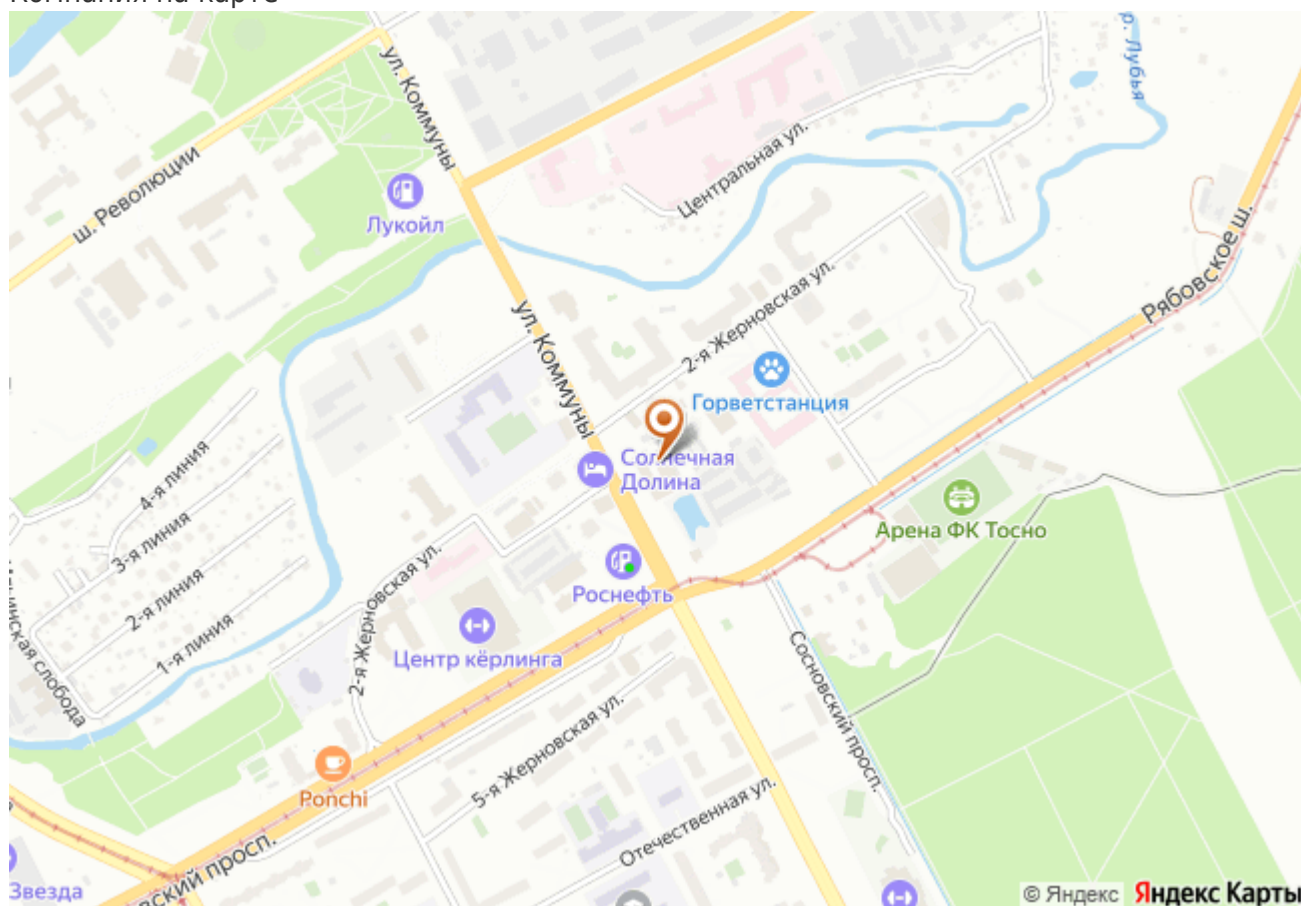 ул. Коммуны
р. Лубья
Центральная ул.
ш. Революции
Лукойл
Рябовское ш.
ул. Коммуны
2-я Жерновская ул.
Горветстанция
Солнечная
Долина
4-я линия
3-я линия
2-я линия
1-я линия
Арена ФК Тосно
2-я Жерновская ул.
Роснефть
Центр кёрлинга
слобода
Сосновский просп.
5-я Жерновская ул.
Ponchi
Отечественная ул.
просп.
Звезда
© Яндекс Яндекс Карты